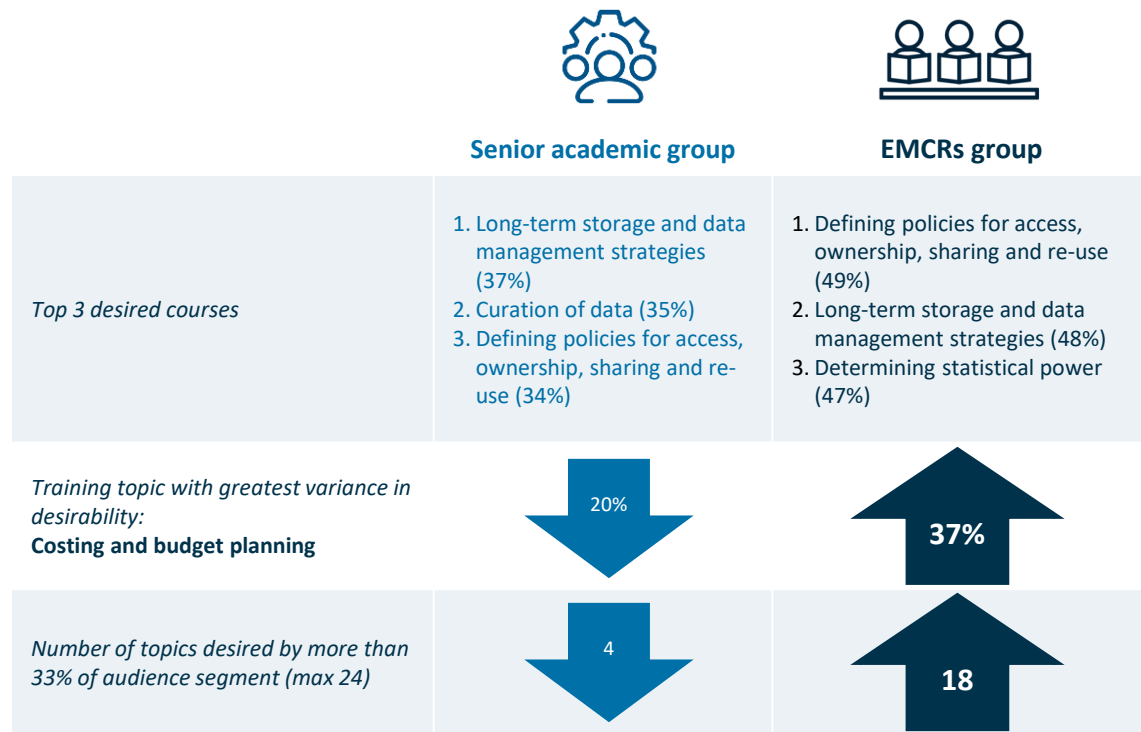 Senior academic group
EMCRs group
Top 3 desired courses
1. Long-term storage and data
management strategies
(37%)
2. Curation of data (35%)
3. Defining policies for access,
ownership, sharing and re-
use (34%)
1. Defining policies for access,
ownership, sharing and re-use
(49%)
2. Long-term storage and data
management strategies (48%)
3. Determining statistical power
(47%)
Training topic with greatest variance in
desirability:
Costing and budget planning
20%
37%
Number of topics desired by more than
33% of audience segment (max 24)
4
18